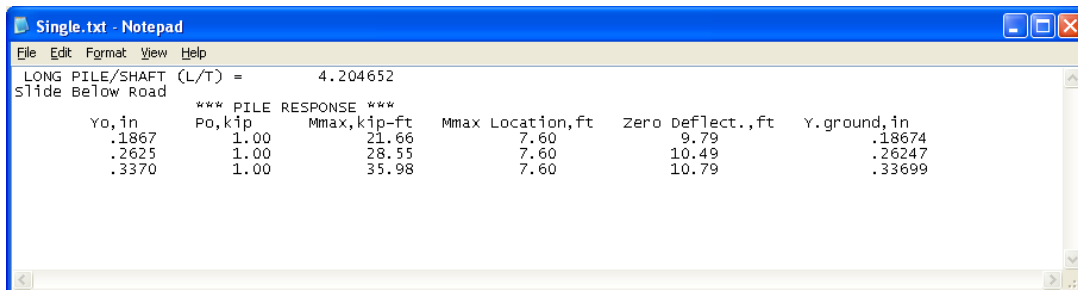 Single.txt - Notepad
File Edit Format View Help
LONG PILE/SHAFT (L/T) = 4.204652
Slide Below Road
*** PILE RESPONSE ***
Yo,in Po,kip Mmax,kip-ft Mmax Location,ft Zero Deflect.,ft Y.ground,in
.1867 1.00 21.66 7.60 9.79 .18674
.2625 1.00 28.55 7.60 10.49 .26247
.3370 1.00 35.98 7.60 10.79 .33699